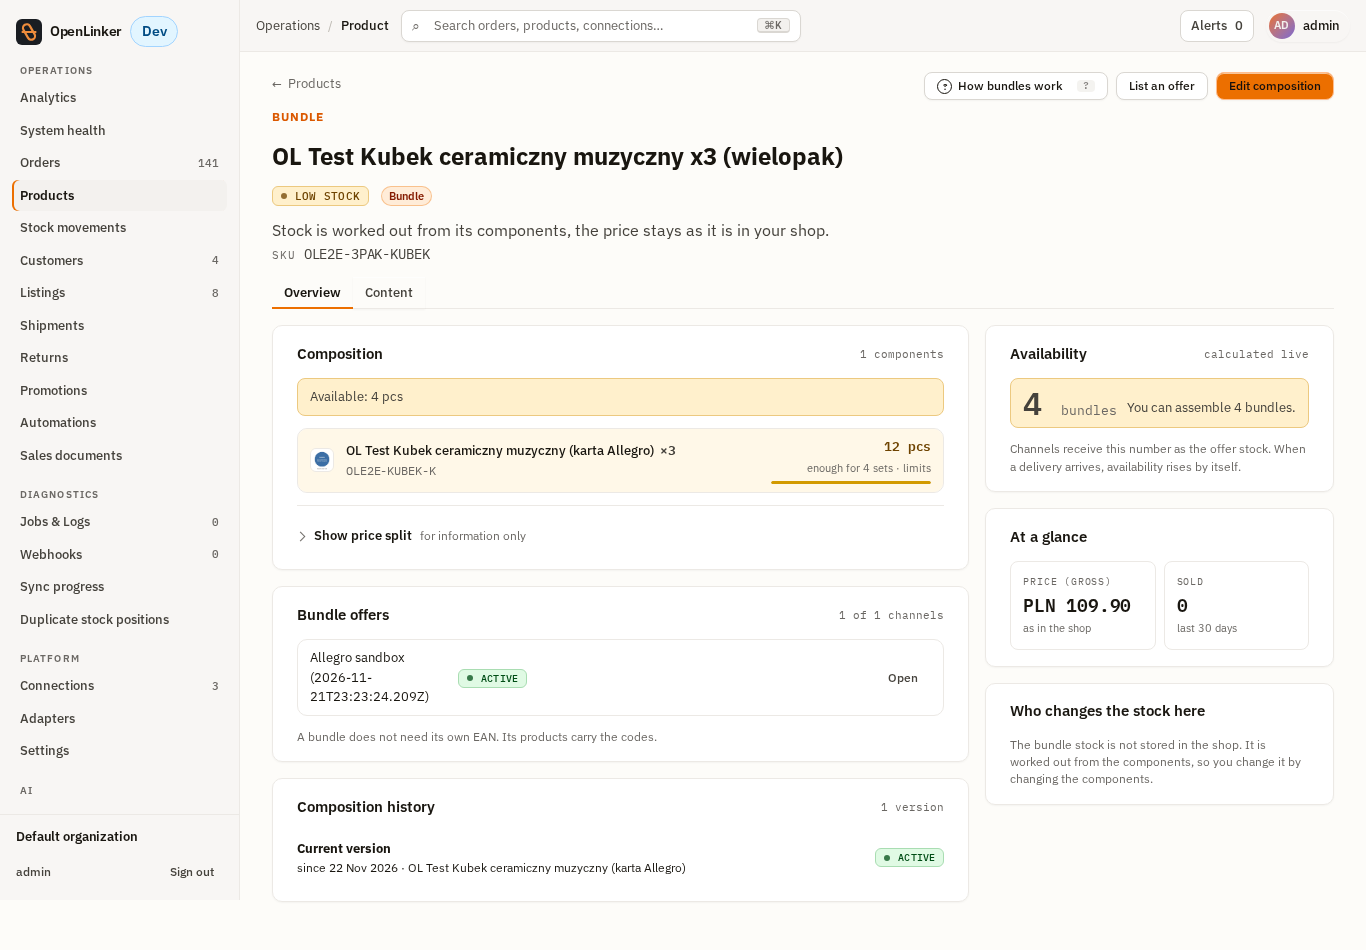 OpenLinker Dev
OPERATIONS
Analytics
System health
Orders 141
Products
Stock movements
Customers 4
Listings 8
Shipments
Returns
Promotions
Automations
Sales documents
DIAGNOSTICS
Jobs & Logs 0
Webhooks 0
Sync progress
Duplicate stock positions
PLATFORM
Connections 3
Adapters
Settings
AI
Default organization
admin Sign out
Operations / Product
Search orders, products, connections… ⌘K
Alerts 0
AD admin
← Products
? How bundles work ?
List an offer
Edit composition
BUNDLE
OL Test Kubek ceramiczny muzyczny x3 (wielopak)
LOW STOCK Bundle
Stock is worked out from its components, the price stays as it is in your shop.
SKU OLE2E-3PAK-KUBEK
Overview Content
Composition 1 components
Available: 4 pcs
OL Test Kubek ceramiczny muzyczny (karta Allegro) ×3
OLE2E-KUBEK-K
12 pcs
enough for 4 sets · limits
Show price split for information only
Bundle offers 1 of 1 channels
Allegro sandbox
(2026-11-
21T23:23:24.209Z)
ACTIVE
Open
A bundle does not need its own EAN. Its products carry the codes.
Composition history 1 version
Current version
since 22 Nov 2026 · OL Test Kubek ceramiczny muzyczny (karta Allegro)
ACTIVE
Availability calculated live
4 bundles You can assemble 4 bundles.
Channels receive this number as the offer stock. When
a delivery arrives, availability rises by itself.
At a glance
PRICE (GROSS)
PLN 109.90
as in the shop
SOLD
0
last 30 days
Who changes the stock here
The bundle stock is not stored in the shop. It is
worked out from the components, so you change it by
changing the components.